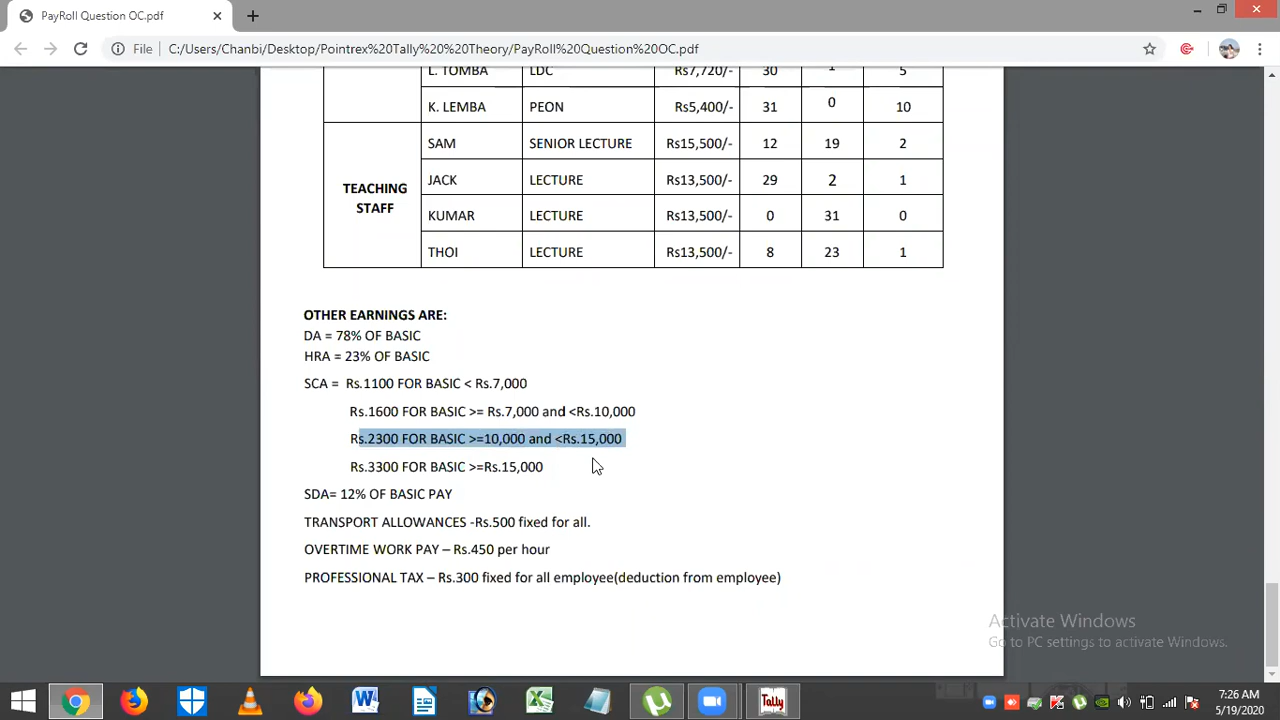 PayRoll Question OC.pdf
File
C:/Users/Chanbi/Desktop/Pointrex%20Tally%20%20Theory/PayRoll%20Question%20OC.pdf
L. TOMBA LDC Rs7,720/- 30 1 5
K. LEMBA PEON Rs5,400/- 31 0 10
TEACHING STAFF
SAM SENIOR LECTURE Rs15,500/- 12 19 2
JACK LECTURE Rs13,500/- 29 2 1
KUMAR LECTURE Rs13,500/- 0 31 0
THOI LECTURE Rs13,500/- 8 23 1
OTHER EARNINGS ARE:
DA = 78% OF BASIC
HRA = 23% OF BASIC
SCA = Rs.1100 FOR BASIC < Rs.7,000
Rs.1600 FOR BASIC >= Rs.7,000 and <Rs.10,000
Rs.2300 FOR BASIC >=10,000 and <Rs.15,000
Rs.3300 FOR BASIC >=Rs.15,000
SDA= 12% OF BASIC PAY
TRANSPORT ALLOWANCES -Rs.500 fixed for all.
OVERTIME WORK PAY – Rs.450 per hour
PROFESSIONAL TAX – Rs.300 fixed for all employee(deduction from employee)
Activate Windows
Go to PC settings to activate Windows.
Tally
7:26 AM
5/19/2020